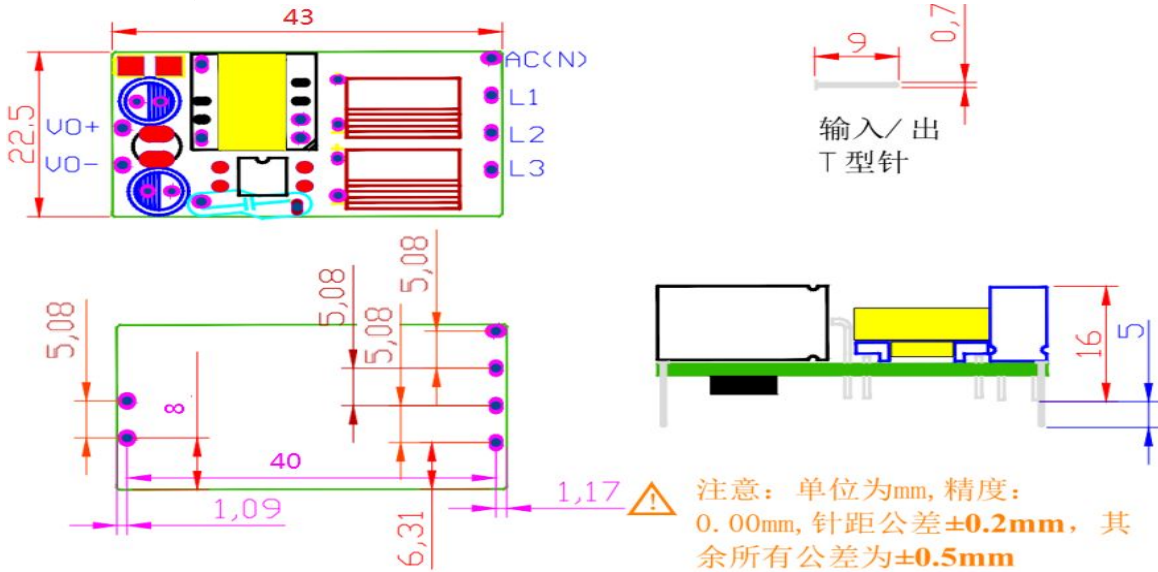 43
22.5
AC(N)
L1
L2
L3
VO+
VO-
9
0,7
输入/出
T型针
5,08
5,08
5,08
5,08
8
40
1,09
1,17
6,31
16
5
注意：单位为mm,精度：
0.00mm,针距公差±0.2mm，其
余所有公差为±0.5mm